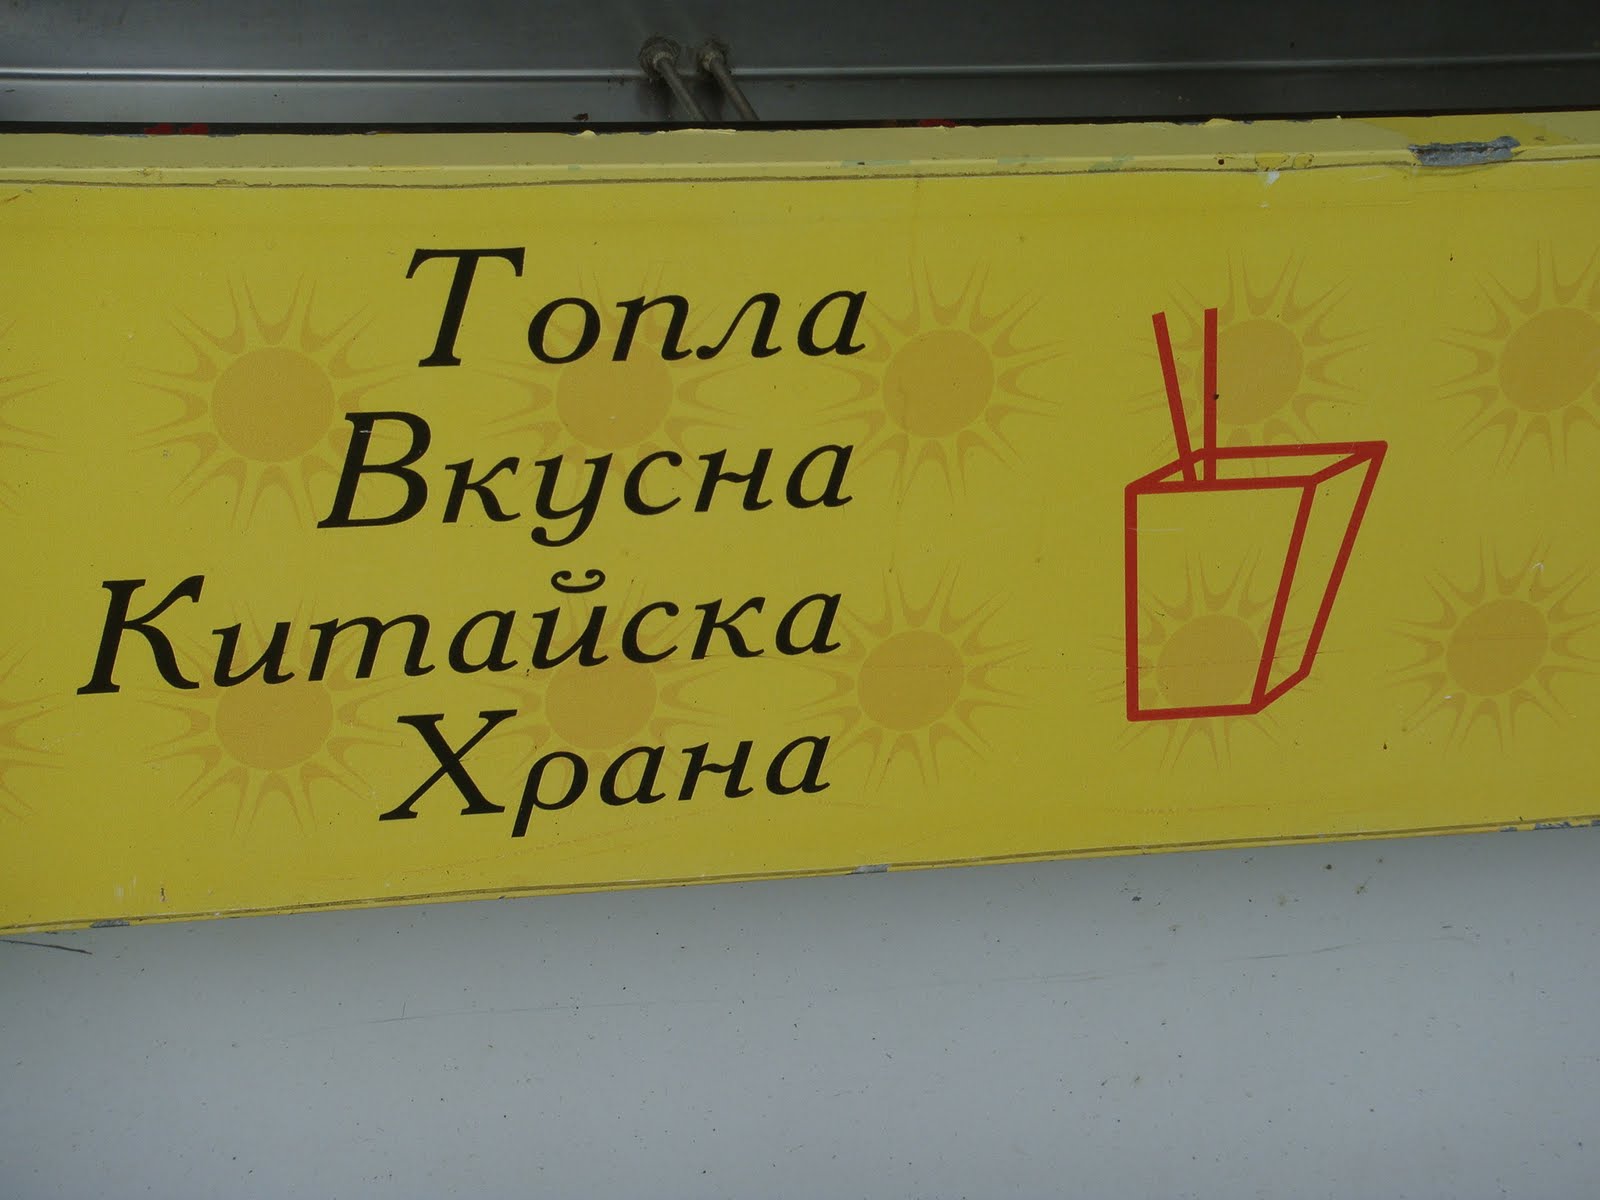 Топла
Вкусна
Китайска
Храна